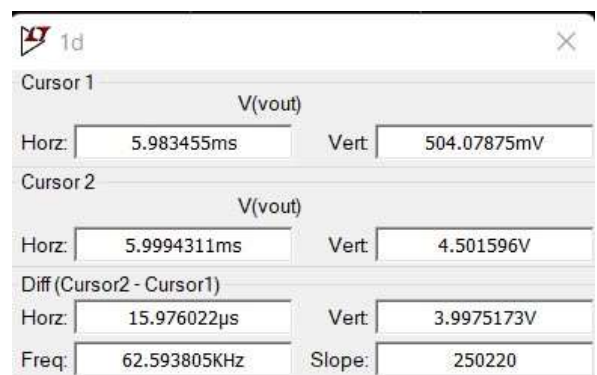 1d
Cursor 1
V(vout)
Horz: 5.983455ms Vert: 504.07875mV
Cursor 2
V(vout)
Horz: 5.9994311ms Vert: 4.501596V
Diff (Cursor2 - Cursor1)
Horz: 15.976022µs Vert: 3.9975173V
Freq: 62.593805KHz Slope: 250220